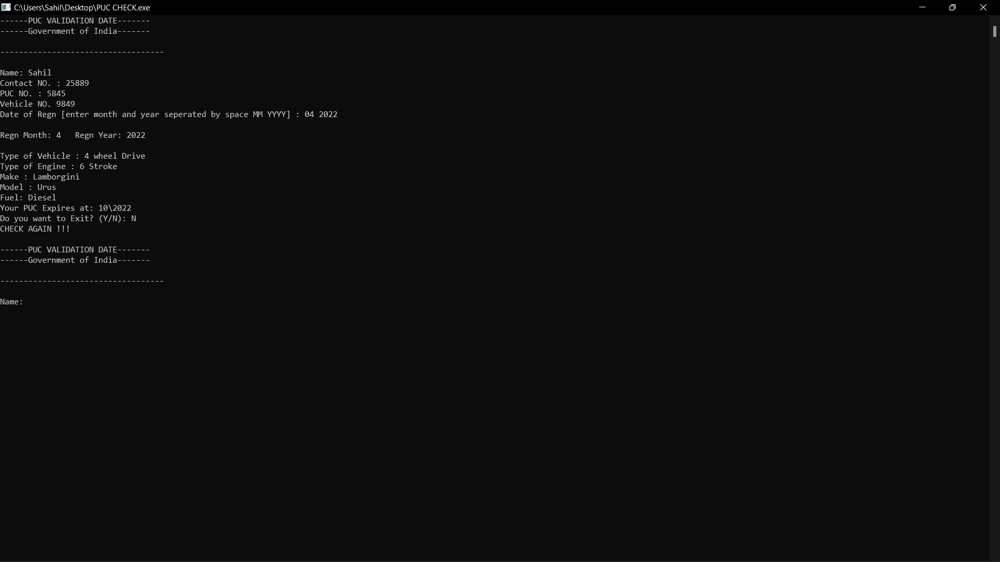 C:\Users\Sahil\Desktop\PUC CHECK.exe
------PUC VALIDATION DATE-------
------Government of India-------
-----------------------------------
Name: Sahil
Contact NO. : 25889
PUC NO. : 5845
Vehicle NO. 9849
Date of Regn [enter month and year seperated by space MM YYYY] : 04 2022
Regn Month: 4   Regn Year: 2022
Type of Vehicle : 4 wheel Drive
Type of Engine : 6 Stroke
Make : Lamborgini
Model : Urus
Fuel: Diesel
Your PUC Expires at: 10\2022
Do you want to Exit? (Y/N): N
CHECK AGAIN !!!
------PUC VALIDATION DATE-------
------Government of India-------
-----------------------------------
Name: